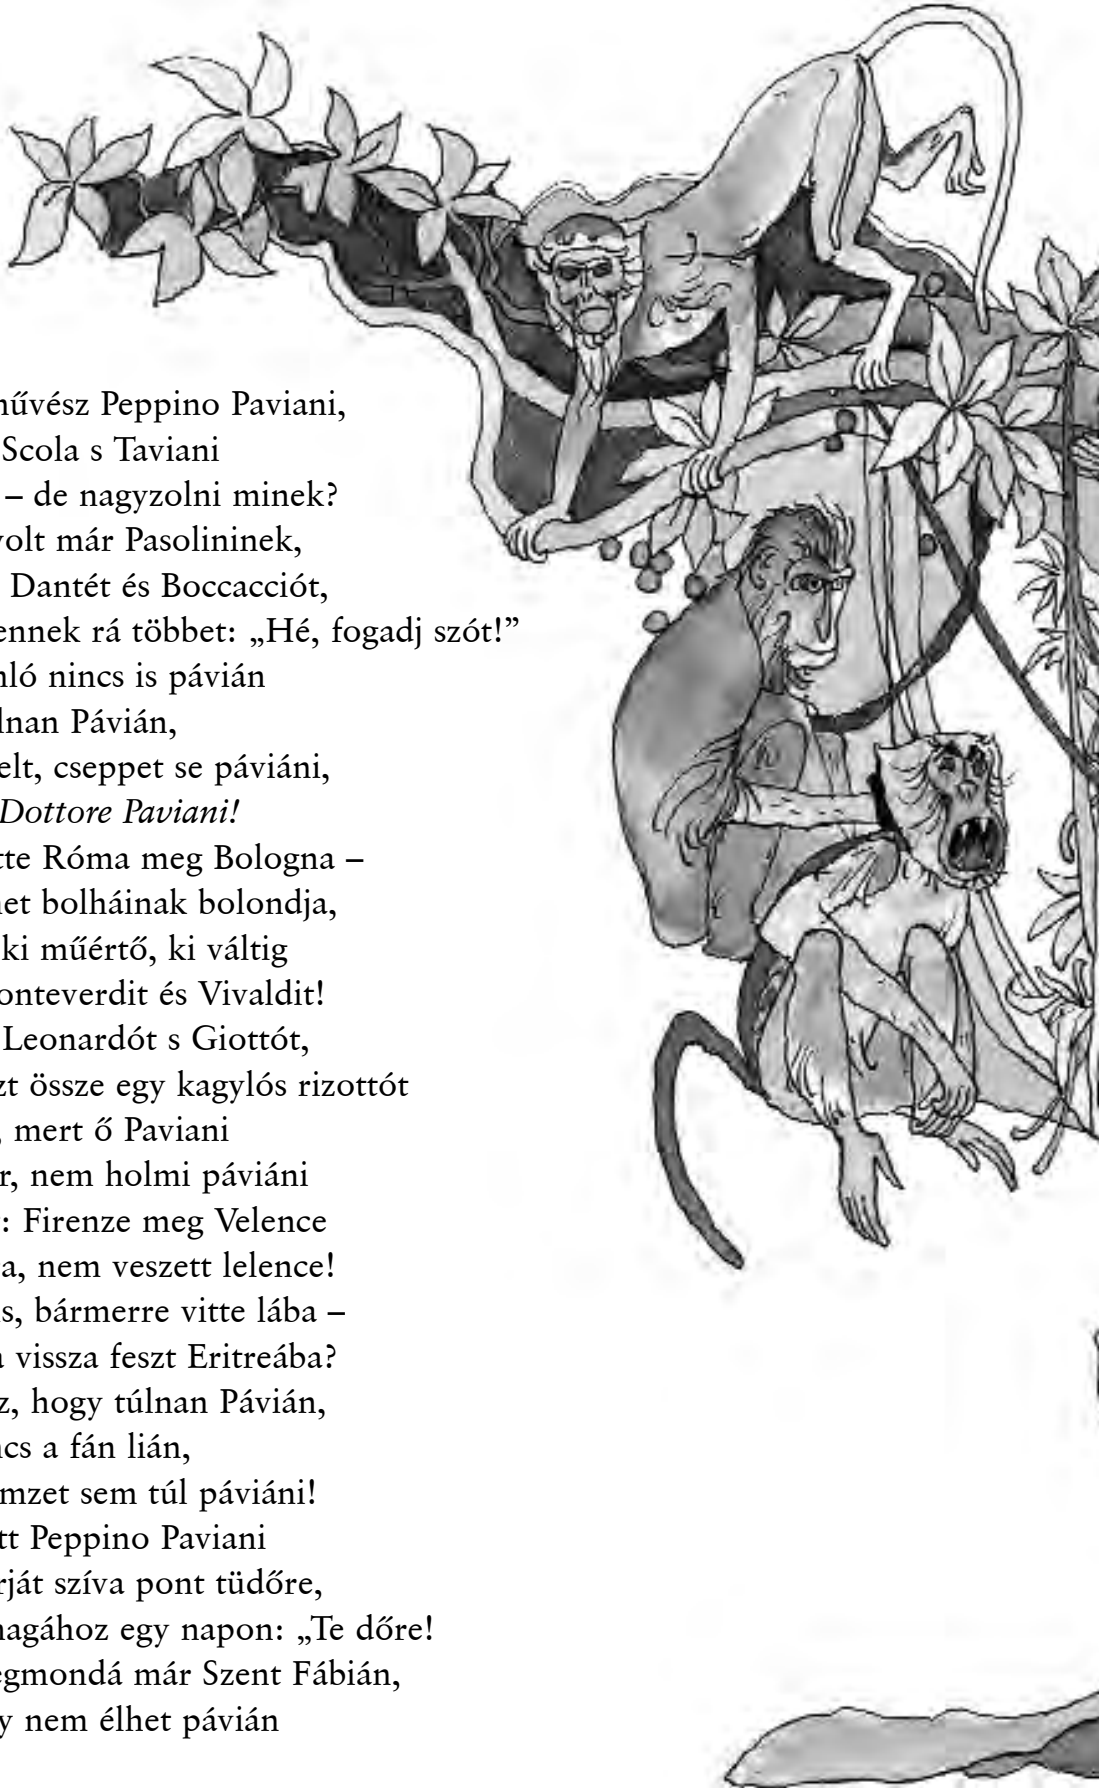 művész Peppino Paviani,
Scola s Taviani
– de nagyzolni minek?
volt már Pasolininek,
Dantét és Boccacciót,
ennek rá többet: „Hé, fogadj szót!”
nló nincs is pávián
lnan Pávián,
elt, cseppet se páviáni,
Dottore Paviani!
tte Róma meg Bologna –
net bolháinak bolondja,
ki műértő, ki váltig
onteverdit és Vivaldit!
Leonardót s Giottót,
zt össze egy kagylós rizottót
, mert ő Paviani
r, nem holmi páviáni
: Firenze meg Velence
a, nem veszett lelence!
s, bármerre vitte lába –
a vissza feszt Eritreába?
z, hogy túlnan Pávián,
ncs a fán lián,
mzet sem túl páviáni!
tt Peppino Paviani
rját szíva pont tüdőre,
nagához egy napon: „Te dőre!
egmondá már Szent Fábián,
y nem élhet pávián